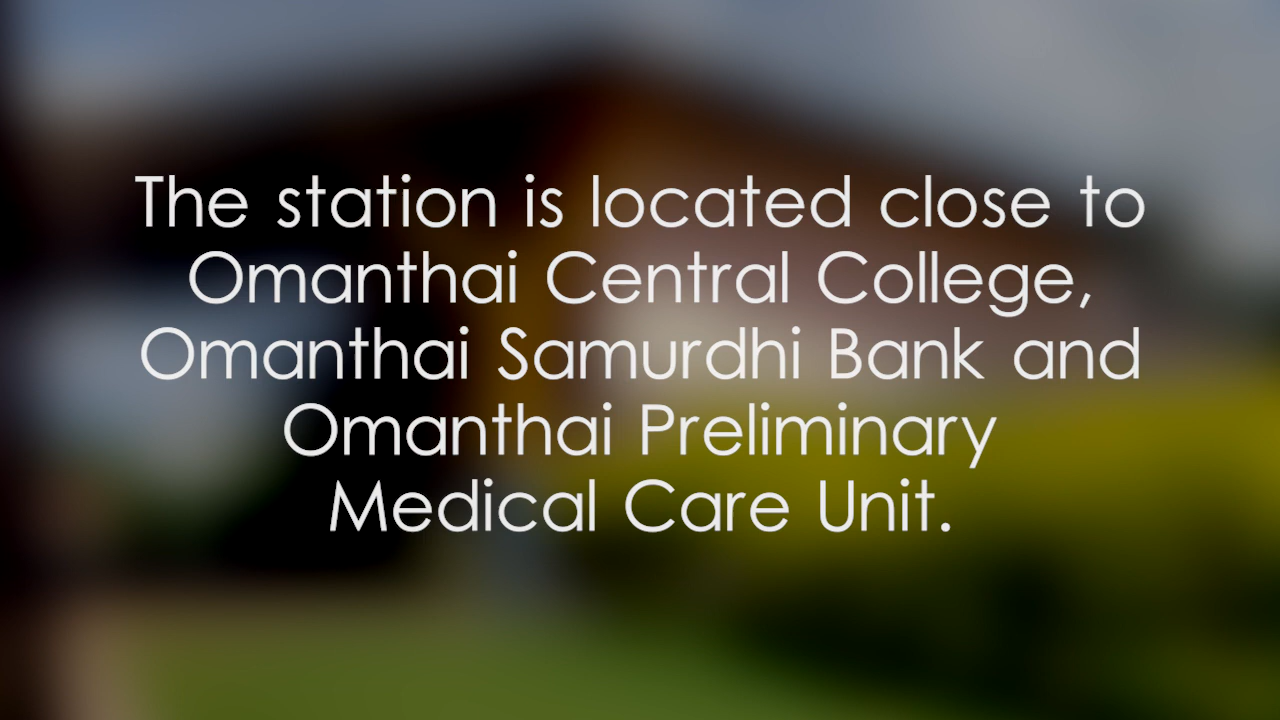 The station is located close to
Omanthai Central College,
Omanthai Samurdhi Bank and
Omanthai Preliminary
Medical Care Unit.